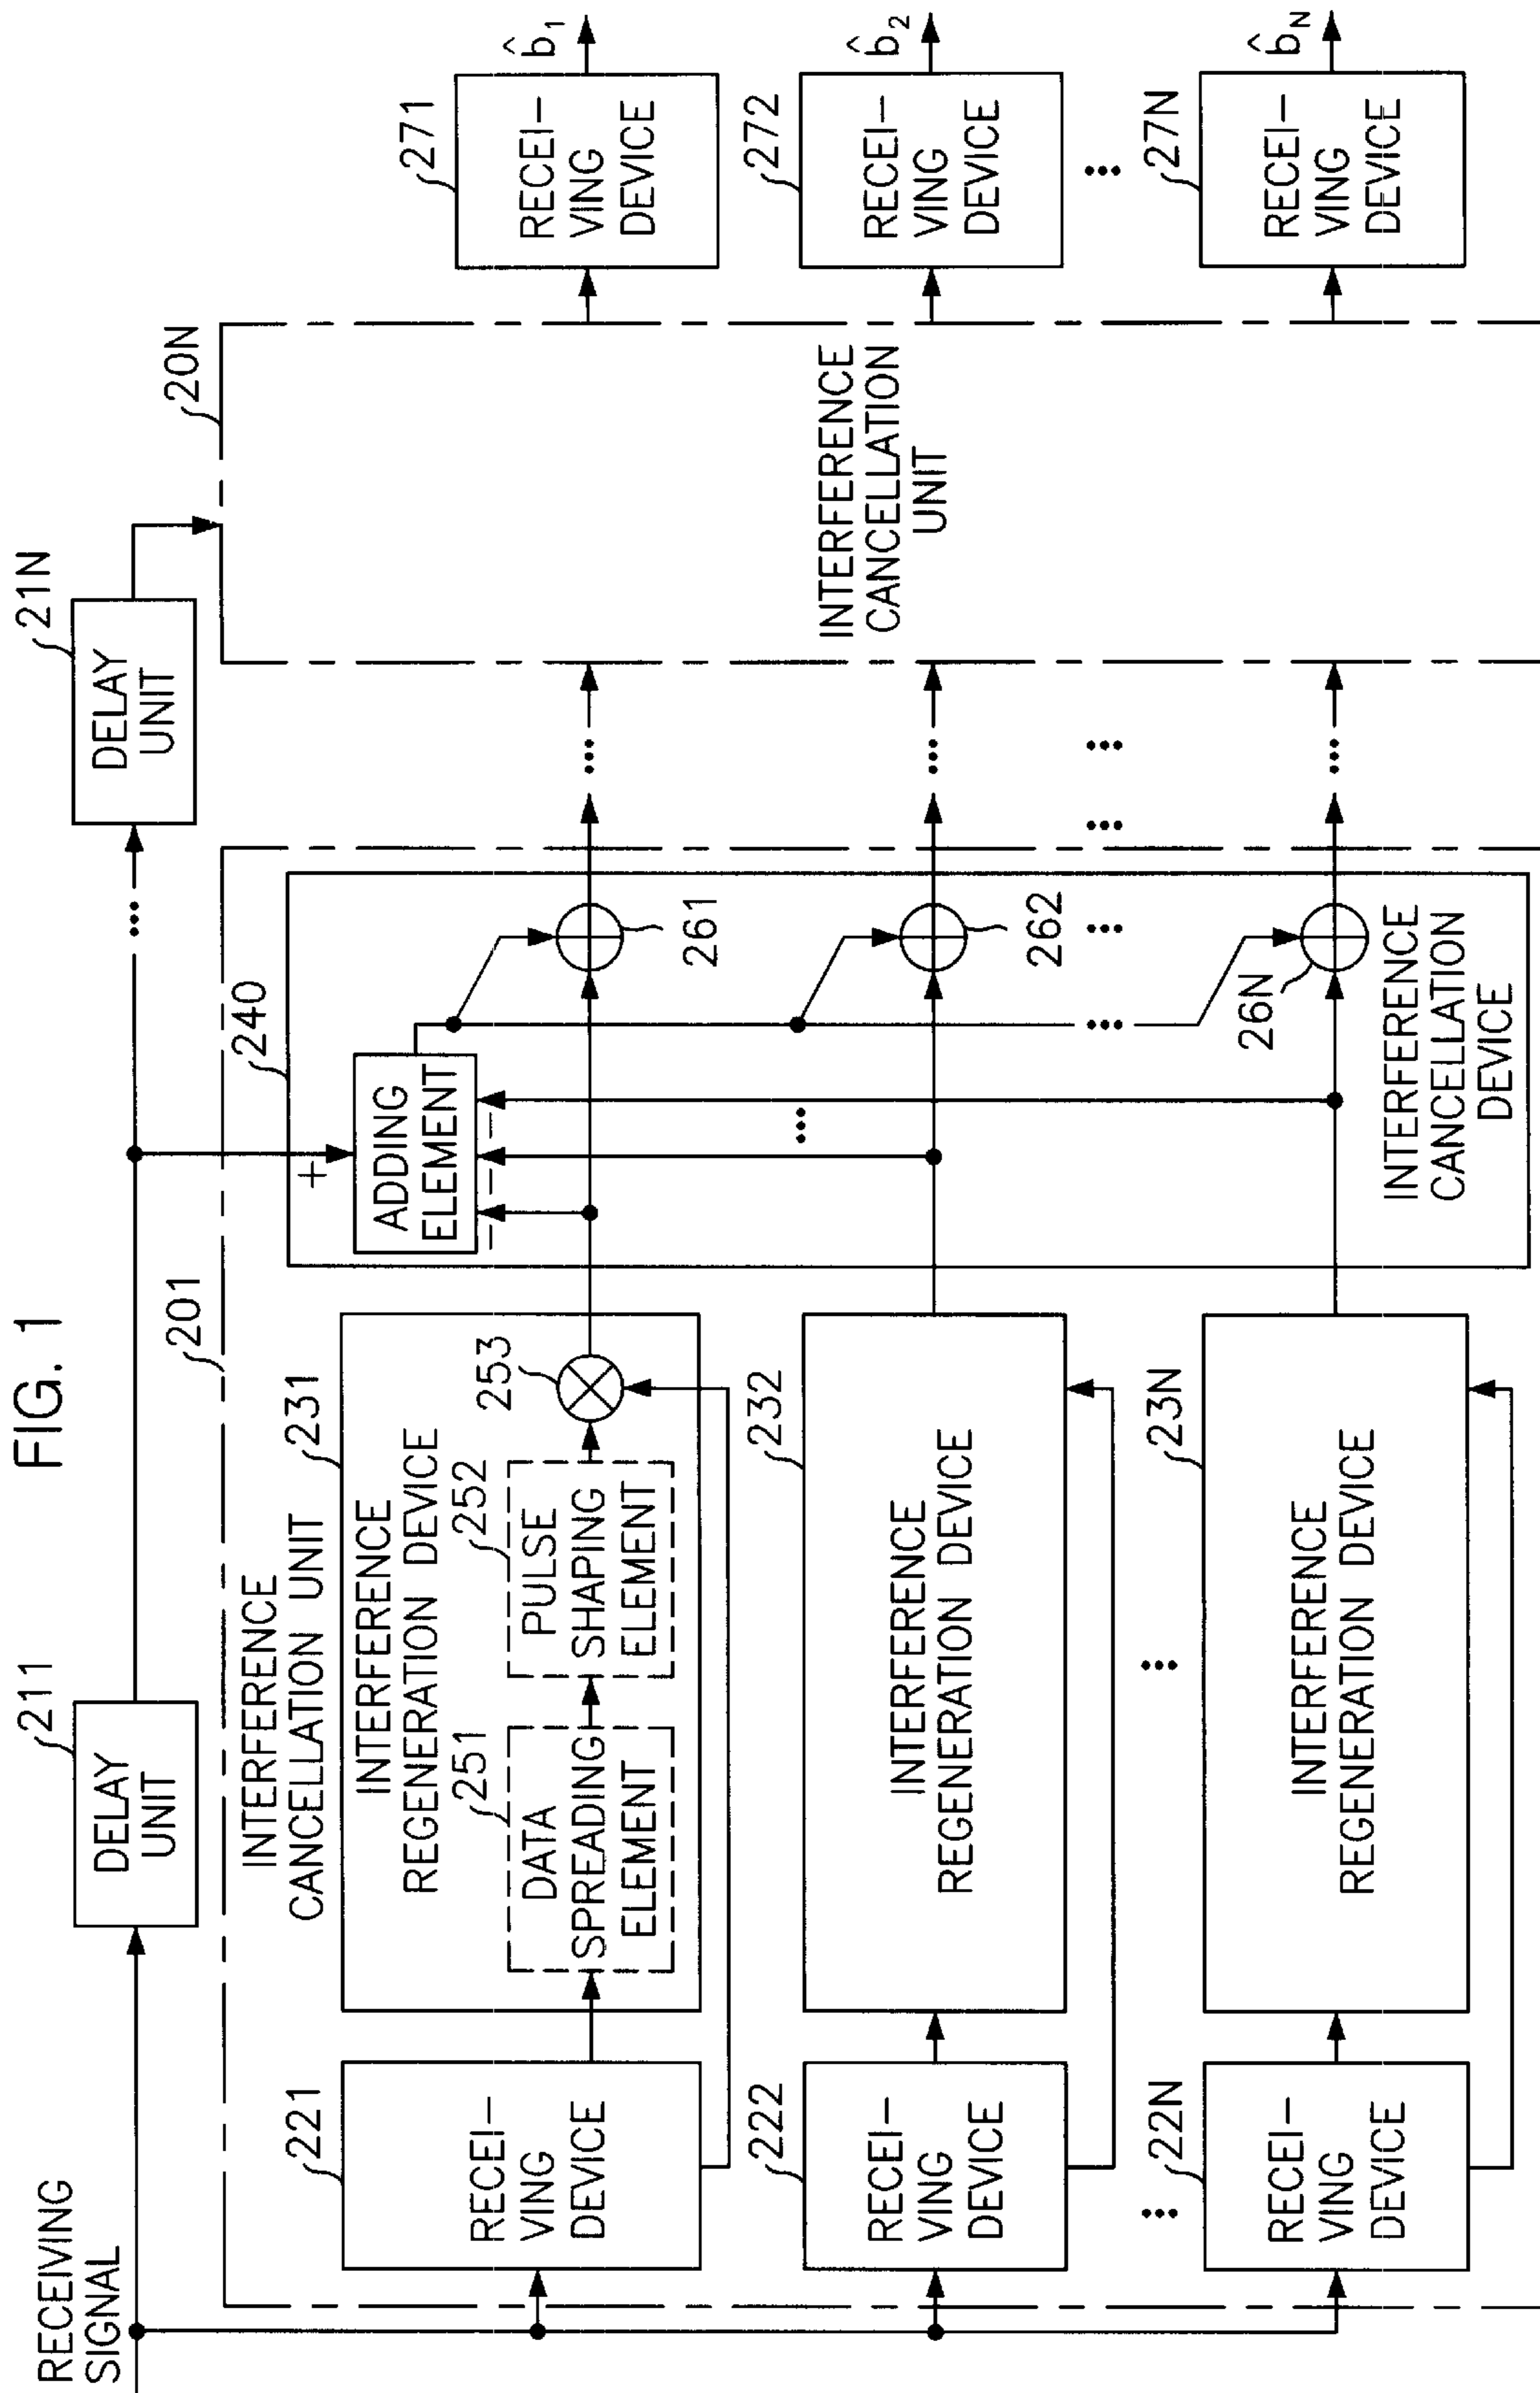 FIG. 1
RECEIVING
SIGNAL
211
DELAY
UNIT
...
21N
DELAY
UNIT
201
INTERFERENCE
CANCELLATION UNIT
20N
INTERFERENCE
CANCELLATION
UNIT
221
RECEI-
VING
DEVICE
231
INTERFERENCE
REGENERATION DEVICE
251
DATA
SPREADING
ELEMENT
252
PULSE
SHAPING
ELEMENT
253
240
+
ADDING
ELEMENT
— — —
...
261
...
271
RECEI-
VING
DEVICE
b̂1
222
RECEI-
VING
DEVICE
232
INTERFERENCE
REGENERATION DEVICE
262
...
272
RECEI-
VING
DEVICE
b̂2
...
...
...
...
...
...
...
22N
RECEI-
VING
DEVICE
23N
INTERFERENCE
REGENERATION DEVICE
26N
...
27N
RECEI-
VING
DEVICE
b̂N
INTERFERENCE
CANCELLATION
DEVICE